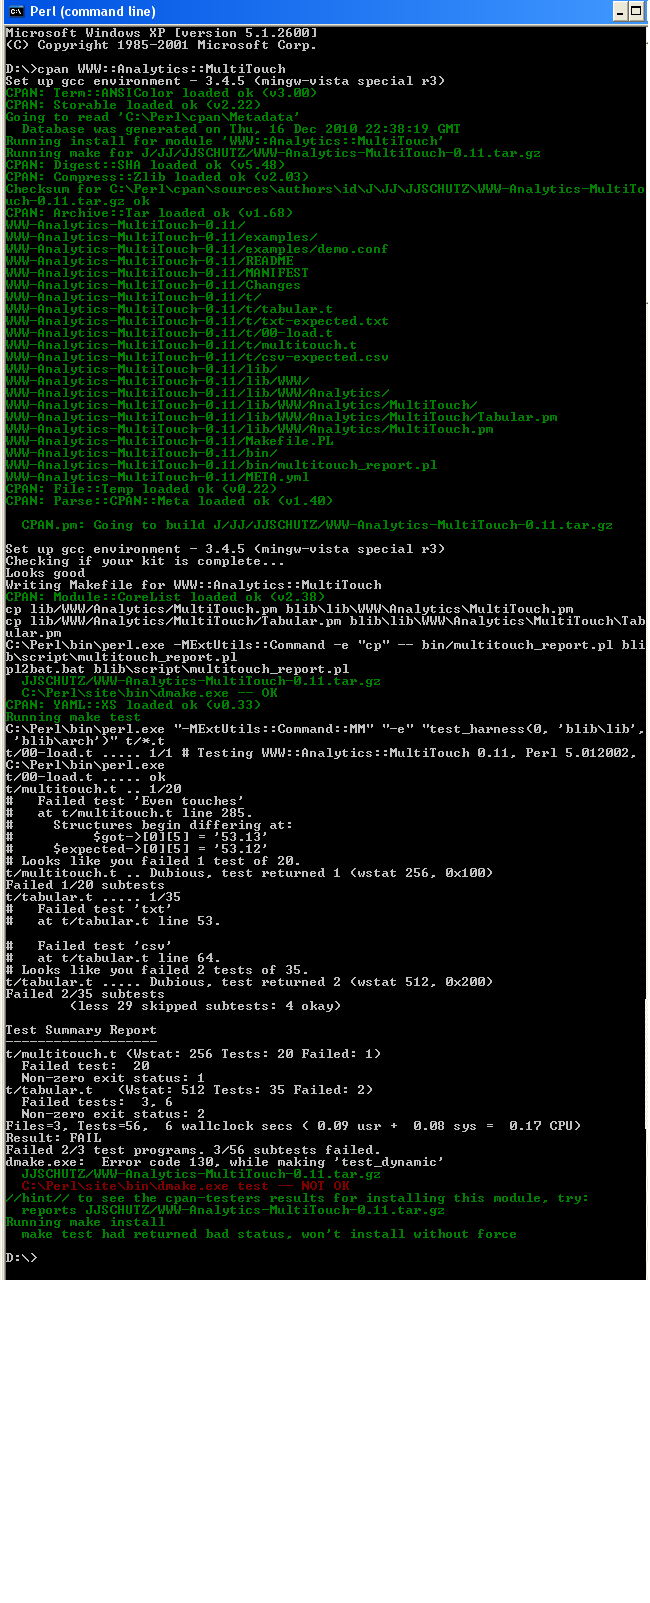 Perl (command line)
Microsoft Windows XP [Version 5.1.2600]
(C) Copyright 1985-2001 Microsoft Corp.
D:\>cpan WWW::Analytics::MultiTouch
Set up gcc environment - 3.4.5 (mingw-vista special r3)
CPAN: Term::ANSIColor loaded ok (v3.00)
CPAN: Storable loaded ok (v2.22)
Going to read 'C:\Perl\cpan\Metadata'
  Database was generated on Thu, 16 Dec 2010 22:38:19 GMT
Running install for module 'WWW::Analytics::MultiTouch'
Running make for J/JJ/JJSCHUTZ/WWW-Analytics-MultiTouch-0.11.tar.gz
CPAN: Digest::SHA loaded ok (v5.48)
CPAN: Compress::Zlib loaded ok (v2.03)
Checksum for C:\Perl\cpan\sources\authors\id\J\JJ\JJSCHUTZ\WWW-Analytics-MultiTo
uch-0.11.tar.gz ok
CPAN: Archive::Tar loaded ok (v1.68)
WWW-Analytics-MultiTouch-0.11/
WWW-Analytics-MultiTouch-0.11/examples/
WWW-Analytics-MultiTouch-0.11/examples/demo.conf
WWW-Analytics-MultiTouch-0.11/README
WWW-Analytics-MultiTouch-0.11/MANIFEST
WWW-Analytics-MultiTouch-0.11/Changes
WWW-Analytics-MultiTouch-0.11/t/
WWW-Analytics-MultiTouch-0.11/t/tabular.t
WWW-Analytics-MultiTouch-0.11/t/txt-expected.txt
WWW-Analytics-MultiTouch-0.11/t/00-load.t
WWW-Analytics-MultiTouch-0.11/t/multitouch.t
WWW-Analytics-MultiTouch-0.11/t/csv-expected.csv
WWW-Analytics-MultiTouch-0.11/lib/
WWW-Analytics-MultiTouch-0.11/lib/WWW/
WWW-Analytics-MultiTouch-0.11/lib/WWW/Analytics/
WWW-Analytics-MultiTouch-0.11/lib/WWW/Analytics/MultiTouch/
WWW-Analytics-MultiTouch-0.11/lib/WWW/Analytics/MultiTouch/Tabular.pm
WWW-Analytics-MultiTouch-0.11/lib/WWW/Analytics/MultiTouch.pm
WWW-Analytics-MultiTouch-0.11/Makefile.PL
WWW-Analytics-MultiTouch-0.11/bin/
WWW-Analytics-MultiTouch-0.11/bin/multitouch_report.pl
WWW-Analytics-MultiTouch-0.11/META.yml
CPAN: File::Temp loaded ok (v0.22)
CPAN: Parse::CPAN::Meta loaded ok (v1.40)
  CPAN.pm: Going to build J/JJ/JJSCHUTZ/WWW-Analytics-MultiTouch-0.11.tar.gz
Set up gcc environment - 3.4.5 (mingw-vista special r3)
Checking if your kit is complete...
Looks good
Writing Makefile for WWW::Analytics::MultiTouch
CPAN: Module::CoreList loaded ok (v2.38)
cp lib/WWW/Analytics/MultiTouch.pm blib\lib\WWW\Analytics\MultiTouch.pm
cp lib/WWW/Analytics/MultiTouch/Tabular.pm blib\lib\WWW\Analytics\MultiTouch\Tab
ular.pm
C:\Perl\bin\perl.exe -MExtUtils::Command -e "cp" -- bin/multitouch_report.pl bli
b\script\multitouch_report.pl
pl2bat.bat blib\script\multitouch_report.pl
  JJSCHUTZ/WWW-Analytics-MultiTouch-0.11.tar.gz
  C:\Perl\site\bin\dmake.exe -- OK
CPAN: YAML::XS loaded ok (v0.33)
Running make test
C:\Perl\bin\perl.exe "-MExtUtils::Command::MM" "-e" "test_harness(0, 'blib\lib',
 'blib\arch')" t/*.t
t/00-load.t ..... 1/1 # Testing WWW::Analytics::MultiTouch 0.11, Perl 5.012002,
C:\Perl\bin\perl.exe
t/00-load.t ..... ok
t/multitouch.t .. 1/20
#   Failed test 'Even touches'
#   at t/multitouch.t line 285.
#     Structures begin differing at:
#          $got->[0][5] = '53.13'
#     $expected->[0][5] = '53.12'
# Looks like you failed 1 test of 20.
t/multitouch.t .. Dubious, test returned 1 (wstat 256, 0x100)
Failed 1/20 subtests
t/tabular.t ..... 1/35
#   Failed test 'txt'
#   at t/tabular.t line 53.
#   Failed test 'csv'
#   at t/tabular.t line 64.
# Looks like you failed 2 tests of 35.
t/tabular.t ..... Dubious, test returned 2 (wstat 512, 0x200)
Failed 2/35 subtests
        (less 29 skipped subtests: 4 okay)
Test Summary Report
-------------------
t/multitouch.t (Wstat: 256 Tests: 20 Failed: 1)
  Failed test:  20
  Non-zero exit status: 1
t/tabular.t   (Wstat: 512 Tests: 35 Failed: 2)
  Failed tests:  3, 6
  Non-zero exit status: 2
Files=3, Tests=56,  6 wallclock secs ( 0.09 usr +  0.08 sys =  0.17 CPU)
Result: FAIL
Failed 2/3 test programs. 3/56 subtests failed.
dmake.exe:  Error code 130, while making 'test_dynamic'
  JJSCHUTZ/WWW-Analytics-MultiTouch-0.11.tar.gz
  C:\Perl\site\bin\dmake.exe test -- NOT OK
//hint// to see the cpan-testers results for installing this module, try:
  reports JJSCHUTZ/WWW-Analytics-MultiTouch-0.11.tar.gz
Running make install
  make test had returned bad status, won't install without force
D:\>